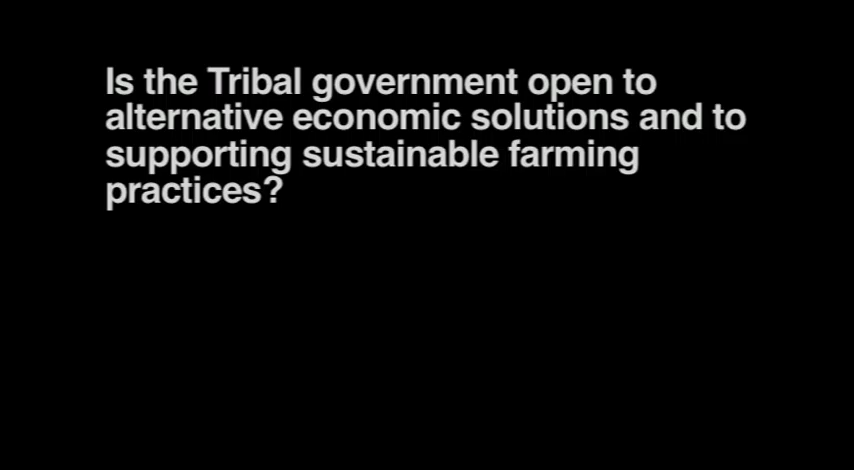 Is the Tribal government open to
alternative economic solutions and to
supporting sustainable farming
practices?